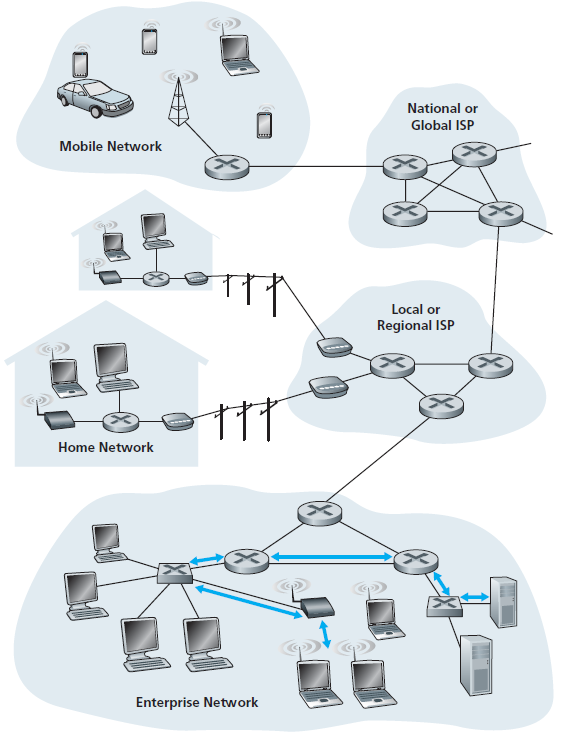 National or
Global ISP
Mobile Network
Local or
Regional ISP
Home Network
Enterprise Network